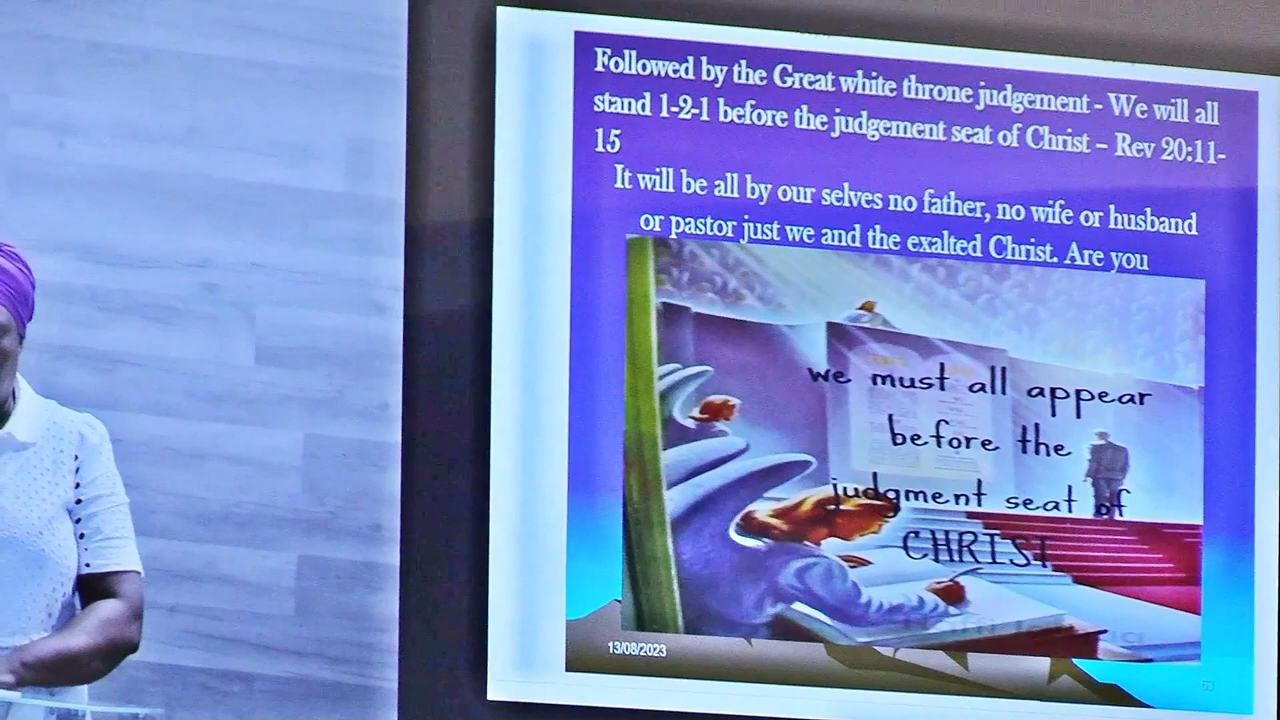 Followed by the Great white throne judgement - We will all
stand 1-2-1 before the judgement seat of Christ – Rev 20:11-
15
It will be all by our selves no father, no wife or husband
or pastor just we and the exalted Christ. Are you
we must all appear
before the
judgment seat of
CHRIST
13/08/2023